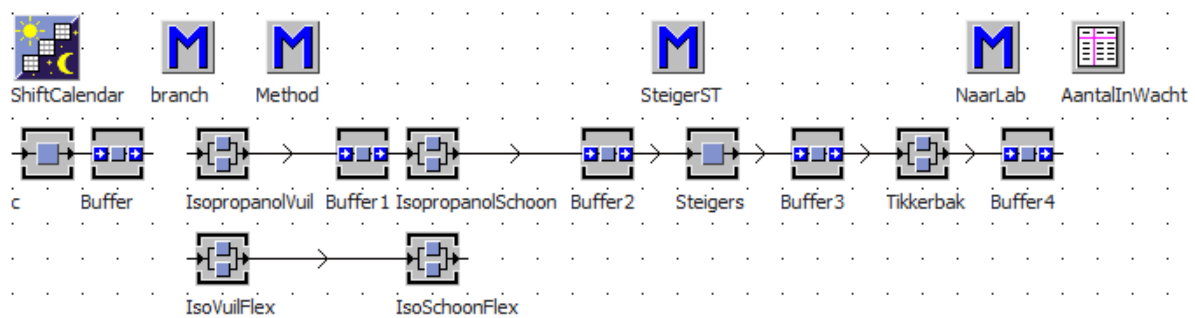 ShiftCalendar branch Method SteigerST NaarLab AantalInWacht
c Buffer IsopropanolVuil Buffer1 IsopropanolSchoon Buffer2 Steigers Buffer3 Tikkerbak Buffer4
IsoVuilFlex IsoSchoonFlex